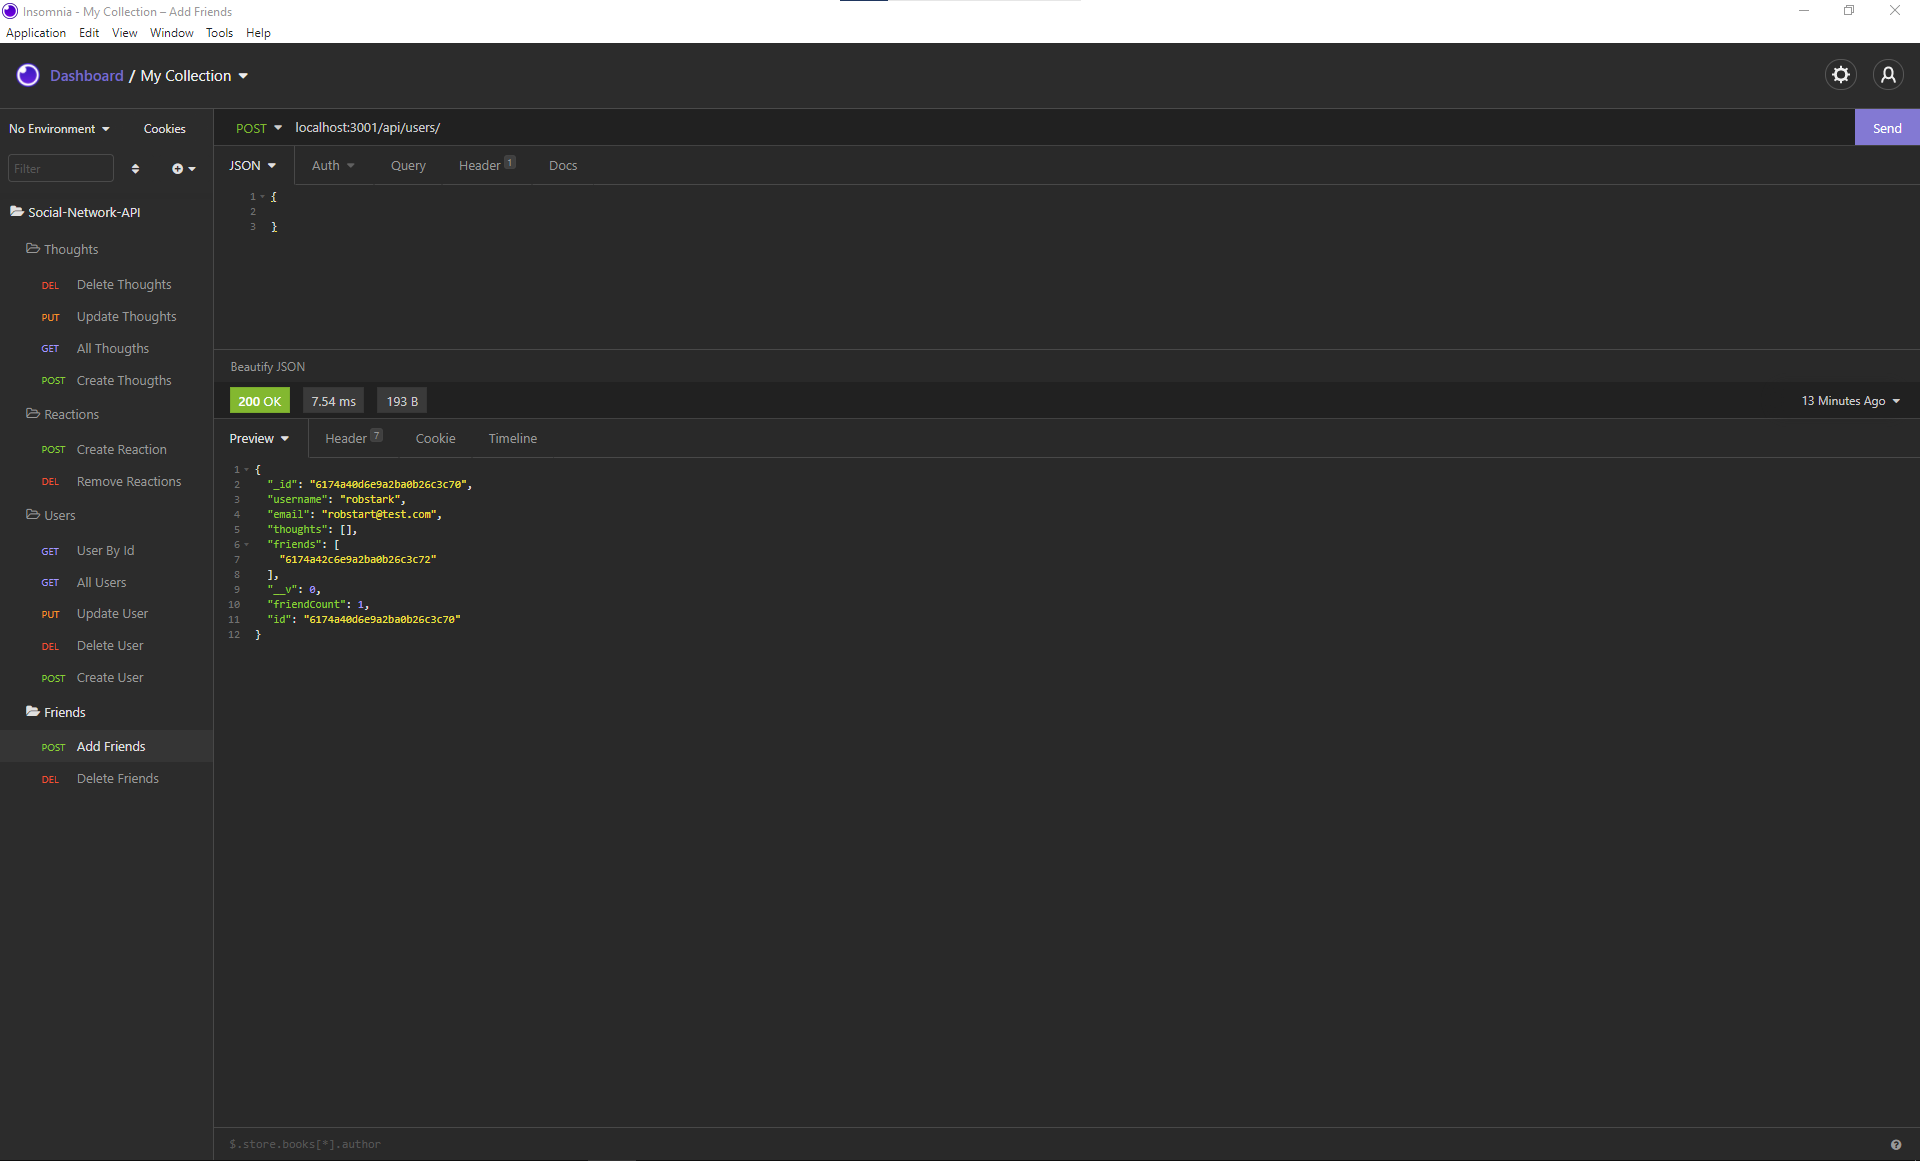 Insomnia - My Collection – Add Friends
Application Edit View Window Tools Help
Dashboard / My Collection
No Environment Cookies
POST localhost:3001/api/users/ Send
Filter
JSON Auth Query Header 1 Docs
1 {
2
3 }
Social-Network-API
Thoughts
DEL Delete Thoughts
PUT Update Thoughts
GET All Thougths
POST Create Thougths
Reactions
POST Create Reaction
DEL Remove Reactions
Users
GET User By Id
GET All Users
PUT Update User
DEL Delete User
POST Create User
Friends
POST Add Friends
DEL Delete Friends
Beautify JSON
200 OK 7.54 ms 193 B 13 Minutes Ago
Preview Header 7 Cookie Timeline
1 {
2 "_id": "6174a40d6e9a2ba0b26c3c70",
3 "username": "robstark",
4 "email": "robstart@test.com",
5 "thoughts": [],
6 "friends": [
7 "6174a42c6e9a2ba0b26c3c72"
8 ],
9 "__v": 0,
10 "friendCount": 1,
11 "id": "6174a40d6e9a2ba0b26c3c70"
12 }
$.store.books[*].author